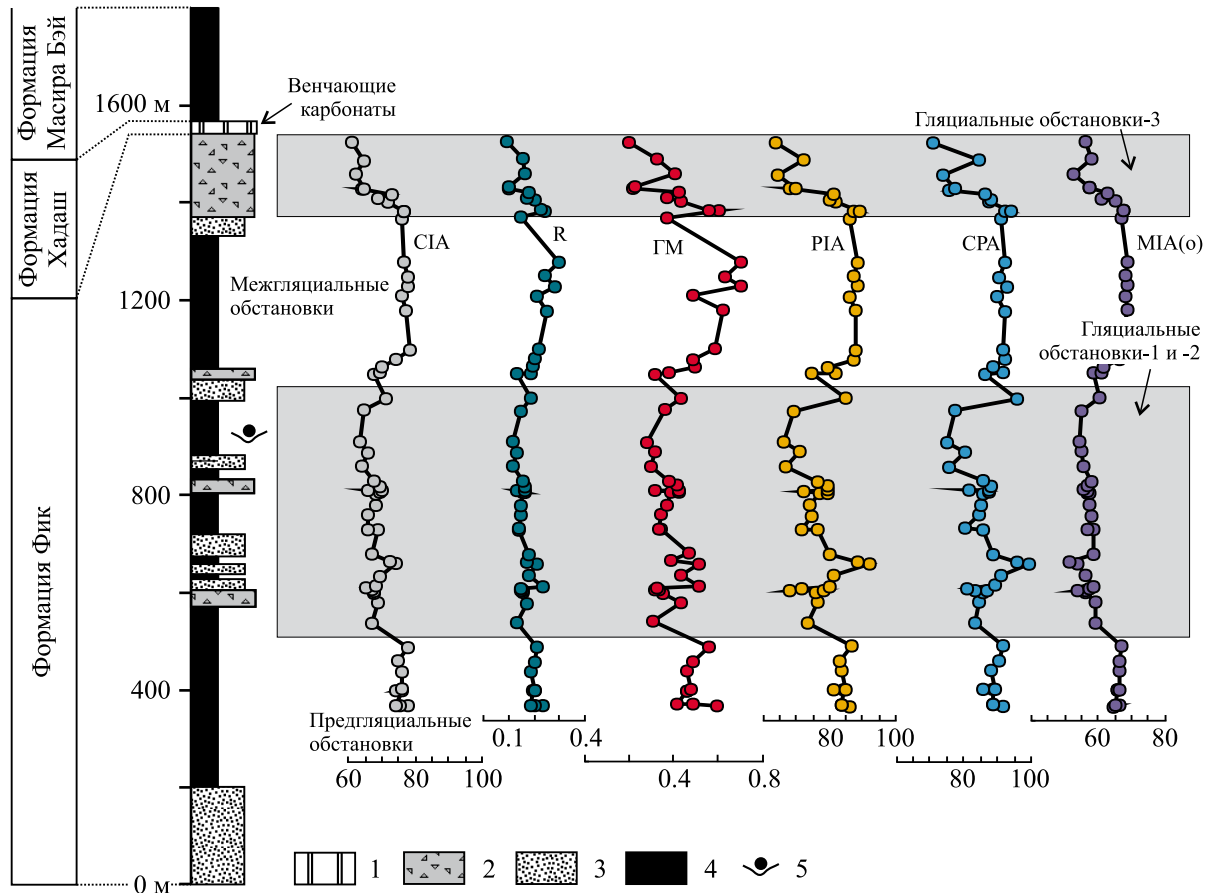 Формация
Масира Бэй
Формация
Хадаш
Формация Фик
1600 м
1200
800
400
0 м
Венчающие
карбонаты
Гляциальные обстановки-3
CIA
R
ГМ
PIA
CPA
MIA(o)
Межгляциальные
обстановки
Гляциальные
обстановки-1 и -2
Предгляциальные
обстановки
60 80 100
0.1 0.4
0.4 0.8
80 100
80 100
60 80
1 2 3 4 5